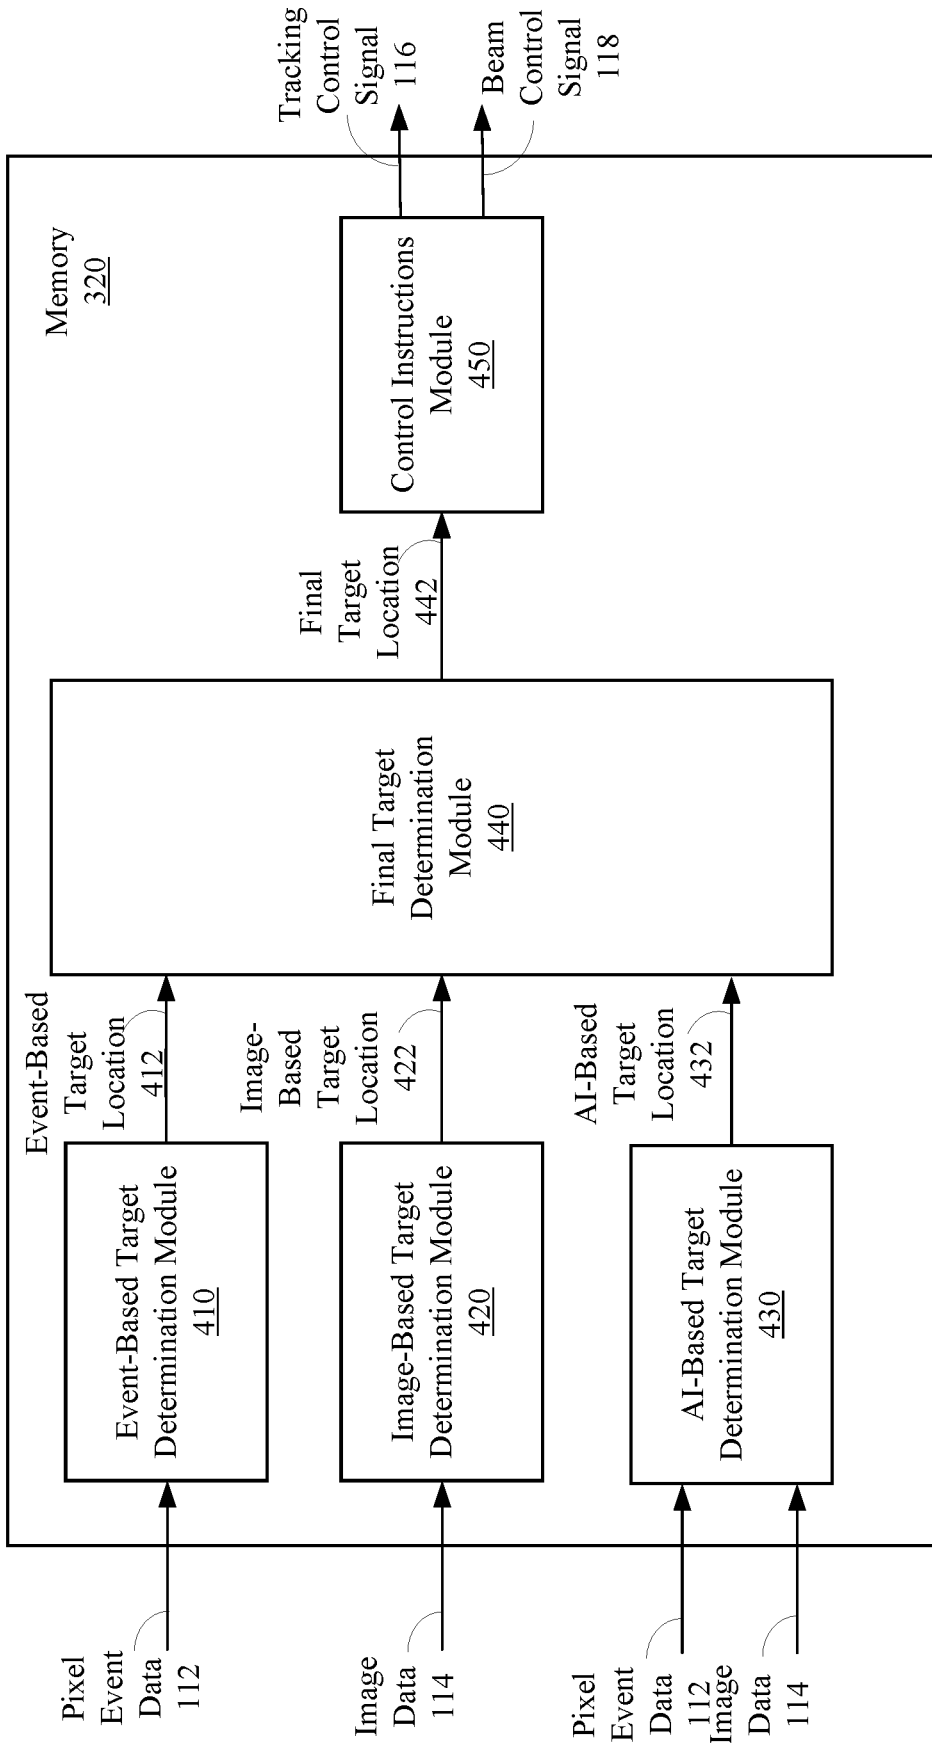 Memory
320
Pixel
Event
Data
112
Event-Based Target
Determination Module
410
Event-Based
Target
Location
412
Image
Data
114
Image-Based Target
Determination Module
420
Image-
Based
Target
Location
422
Pixel
Event
Data
112
Image
Data
114
AI-Based Target
Determination Module
430
AI-Based
Target
Location
432
Final Target
Determination
Module
440
Final
Target
Location
442
Control Instructions
Module
450
Tracking
Control
Signal
116
Beam
Control
Signal
118